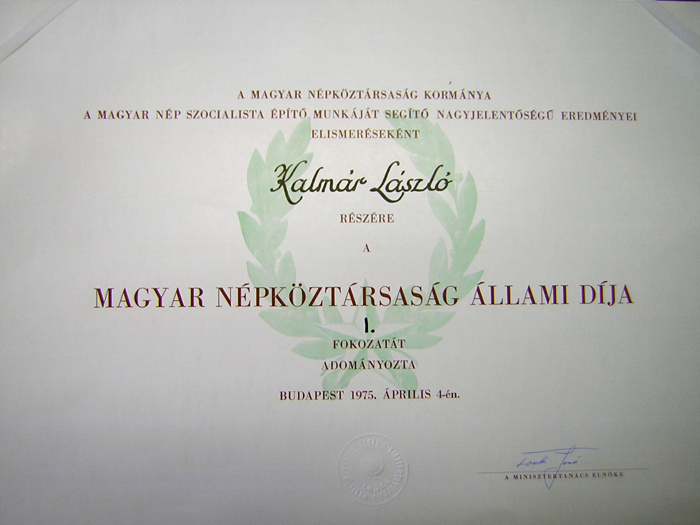 A MAGYAR NÉPKÖZTÁRSASÁG KORMÁNYA
A MAGYAR NÉP SZOCIALISTA ÉPÍTŐ MUNKÁJÁT SEGÍTŐ NAGYJELENTŐSÉGŰ EREDMÉNYEI
ELISMERÉSEKÉNT
Kalmár László
RÉSZÉRE
A
MAGYAR NÉPKÖZTÁRSASÁG ÁLLAMI DÍJA
I.
FOKOZATÁT
ADOMÁNYOZTA
BUDAPEST 1975. ÁPRILIS 4-én.
A MINISZTERTANÁCS ELNÖKE